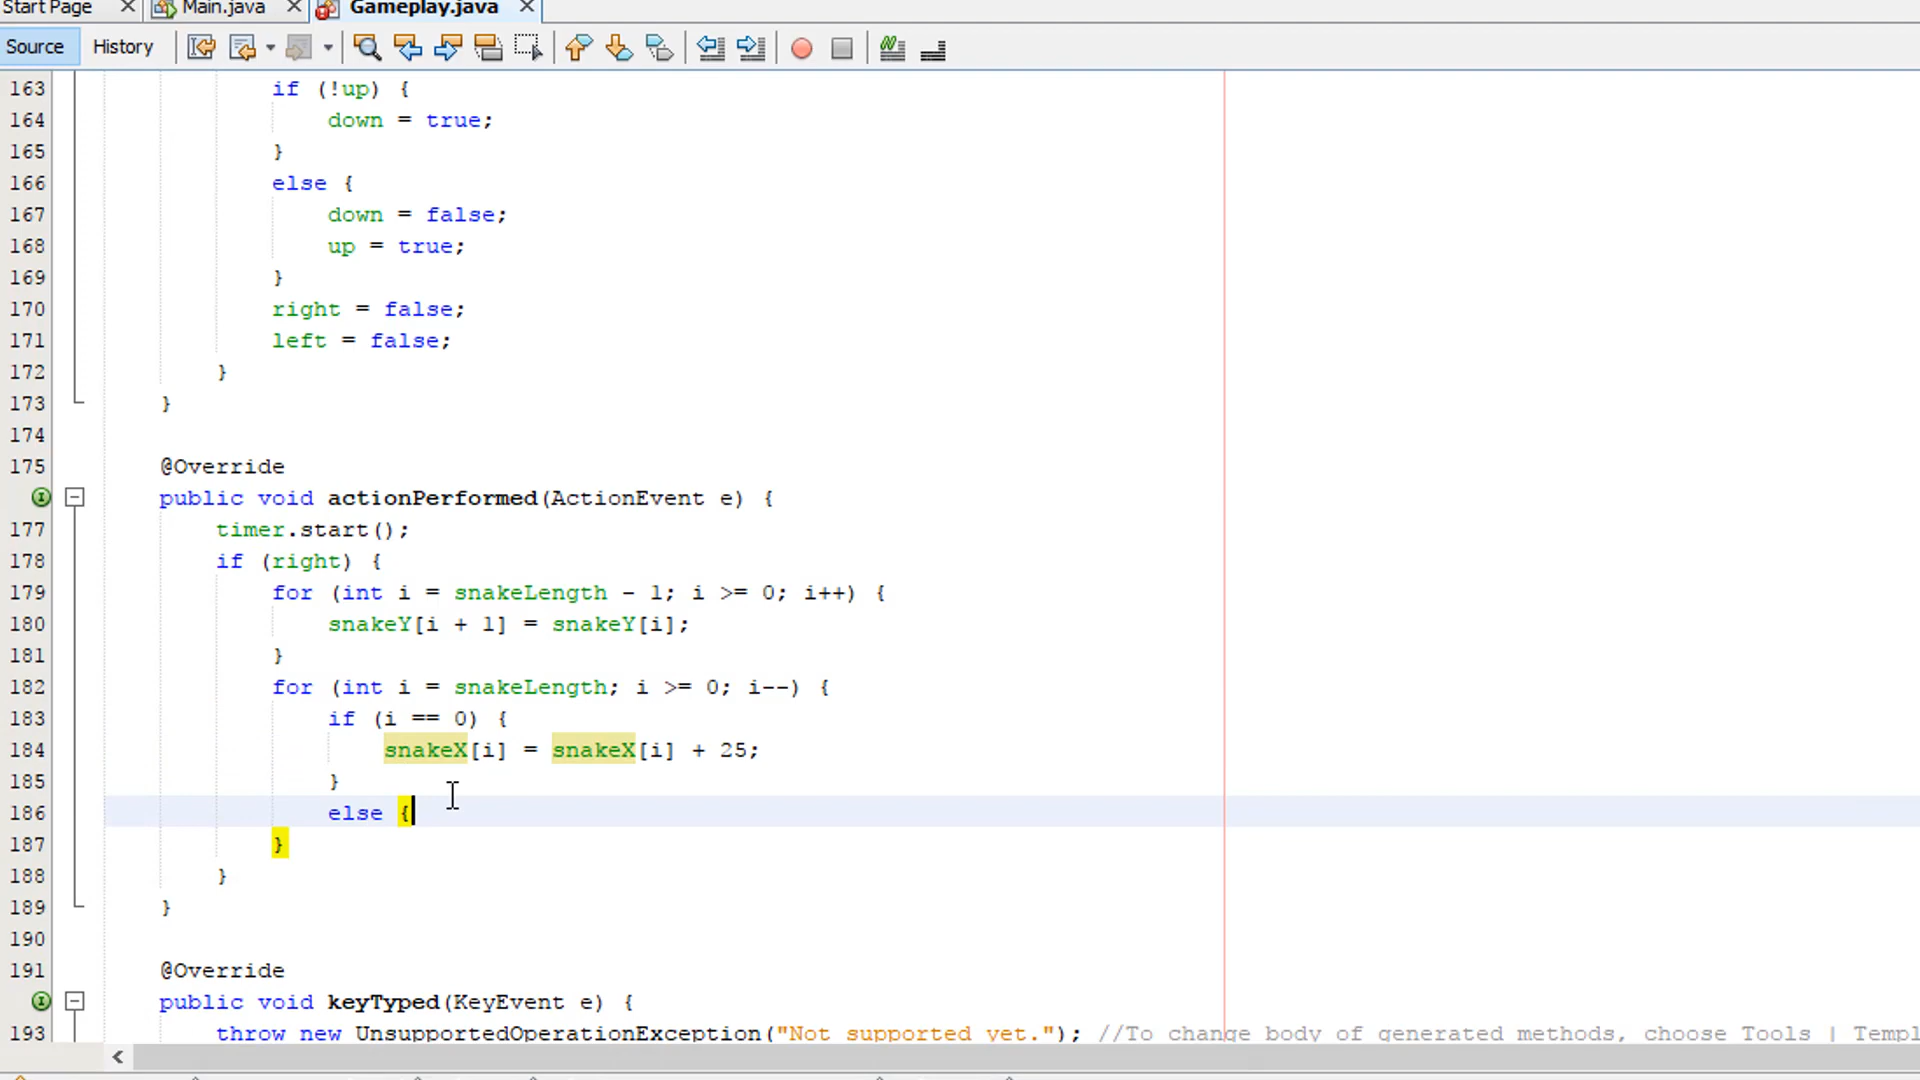 Start Page Main.java Gameplay.java
Source History
163 if (!up) {
164 down = true;
165 }
166 else {
167 down = false;
168 up = true;
169 }
170 right = false;
171 left = false;
172 }
173 }
174
175 @Override
public void actionPerformed(ActionEvent e) {
177 timer.start();
178 if (right) {
179 for (int i = snakeLength - 1; i >= 0; i++) {
180 snakeY[i + 1] = snakeY[i];
181 }
182 for (int i = snakeLength; i >= 0; i--) {
183 if (i == 0) {
184 snakeX[i] = snakeX[i] + 25;
185 }
186 else {
187 }
188 }
189 }
190
191 @Override
public void keyTyped(KeyEvent e) {
193 throw new UnsupportedOperationException("Not supported yet."); //To change body of generated methods, choose Tools | Templ